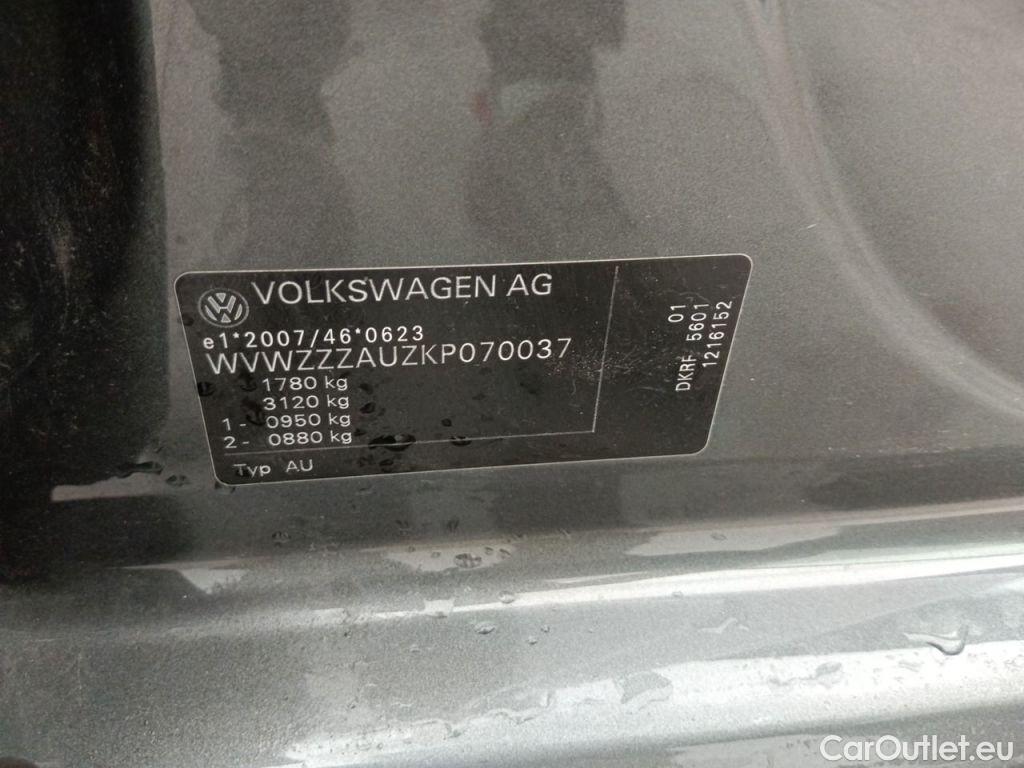 VOLKSWAGEN AG
e1*2007/46*0623
WVWZZZAUZKP070037
1780 kg
3120 kg
1- 0950 kg
2- 0880 kg
Typ AU
01
DKRF 5601
1216152
CarOutlet.eu